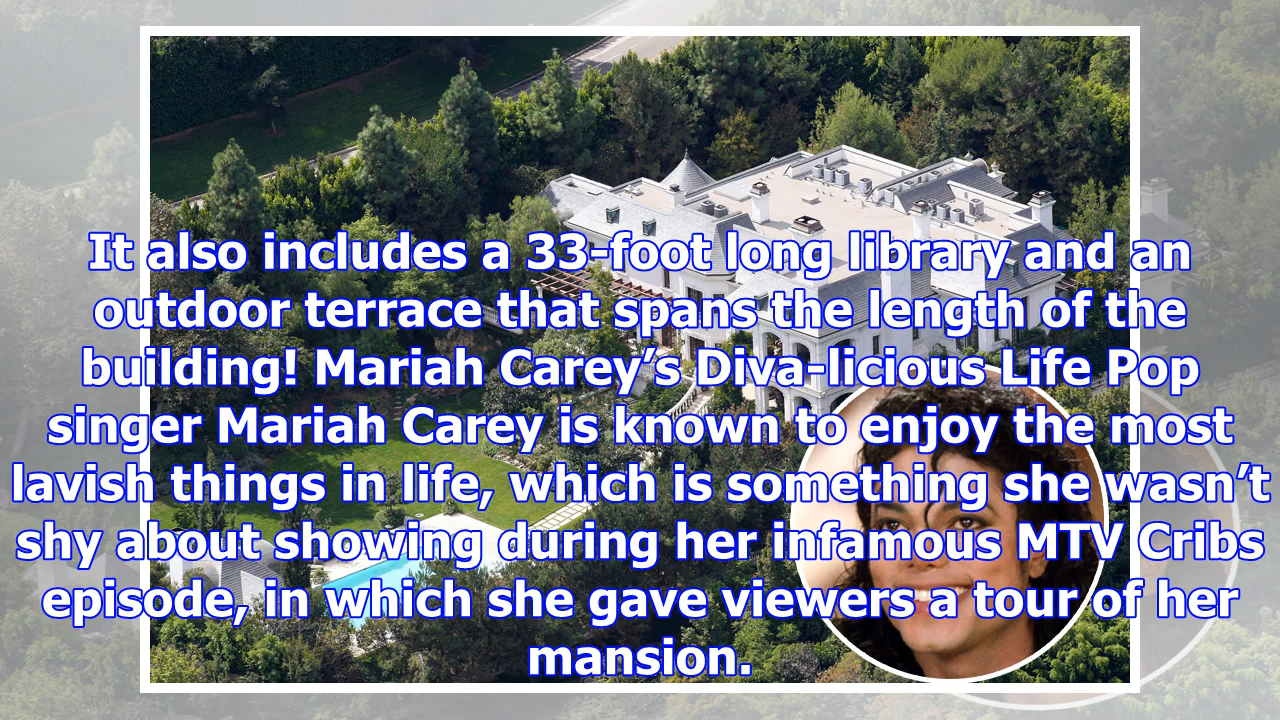 It also includes a 33-foot long library and an
outdoor terrace that spans the length of the
building! Mariah Carey’s Diva-licious Life Pop
singer Mariah Carey is known to enjoy the most
lavish things in life, which is something she wasn’t
shy about showing during her infamous MTV Cribs
episode, in which she gave viewers a tour of her
mansion.